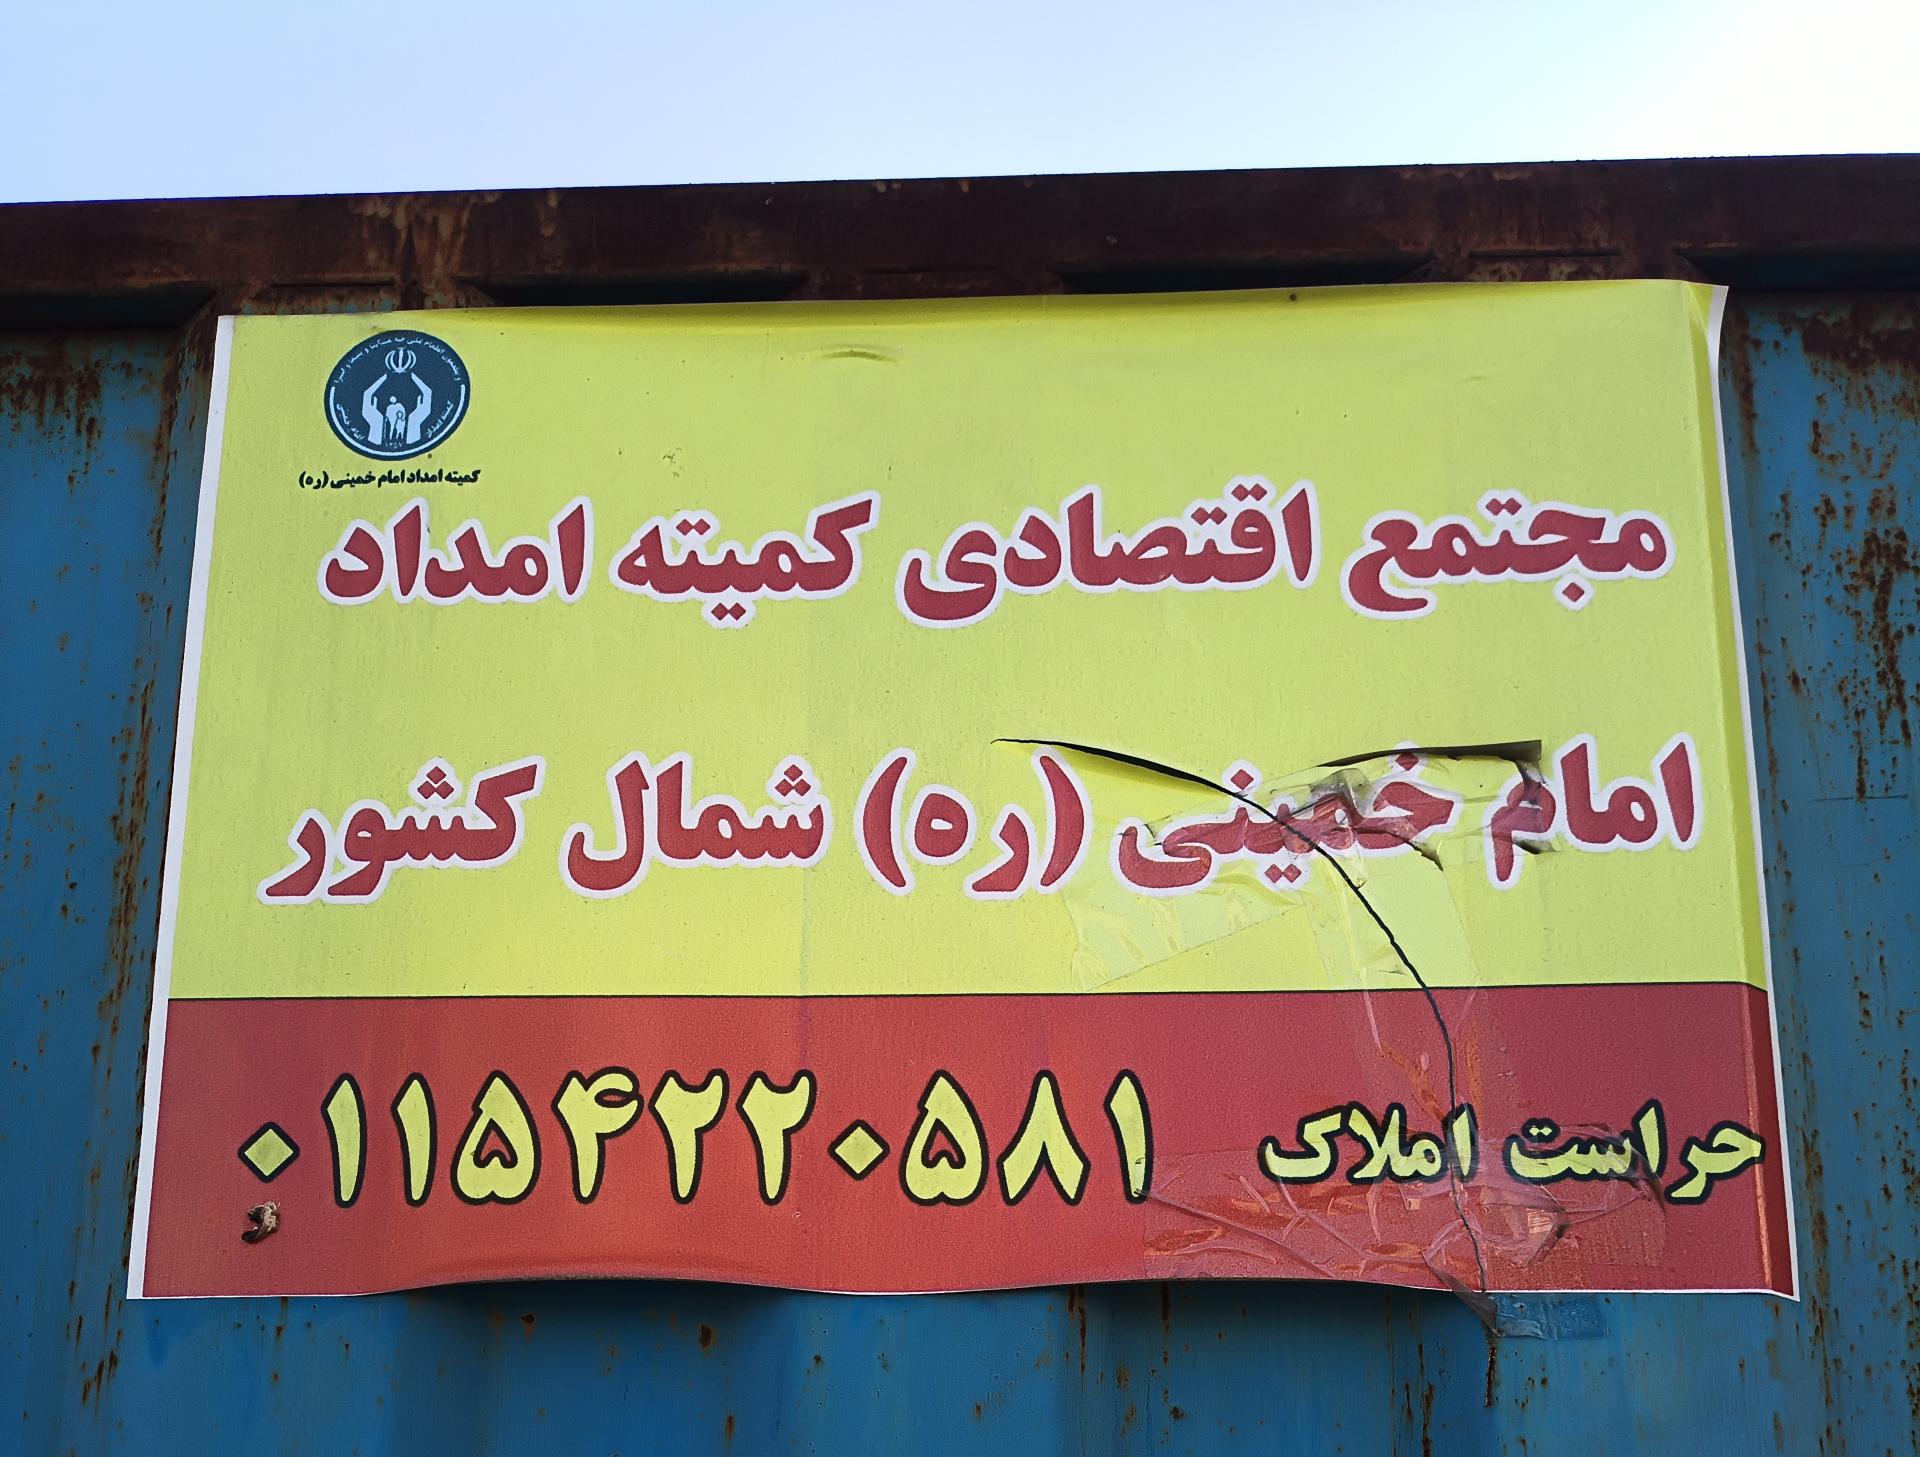 کمیته امداد امام خمینی (ره)
مجتمع اقتصادی کمیته امداد
امام خمینی (ره) شمال کشور
حراست املاک ۰۱۱۵۴۲۲۰۵۸۱